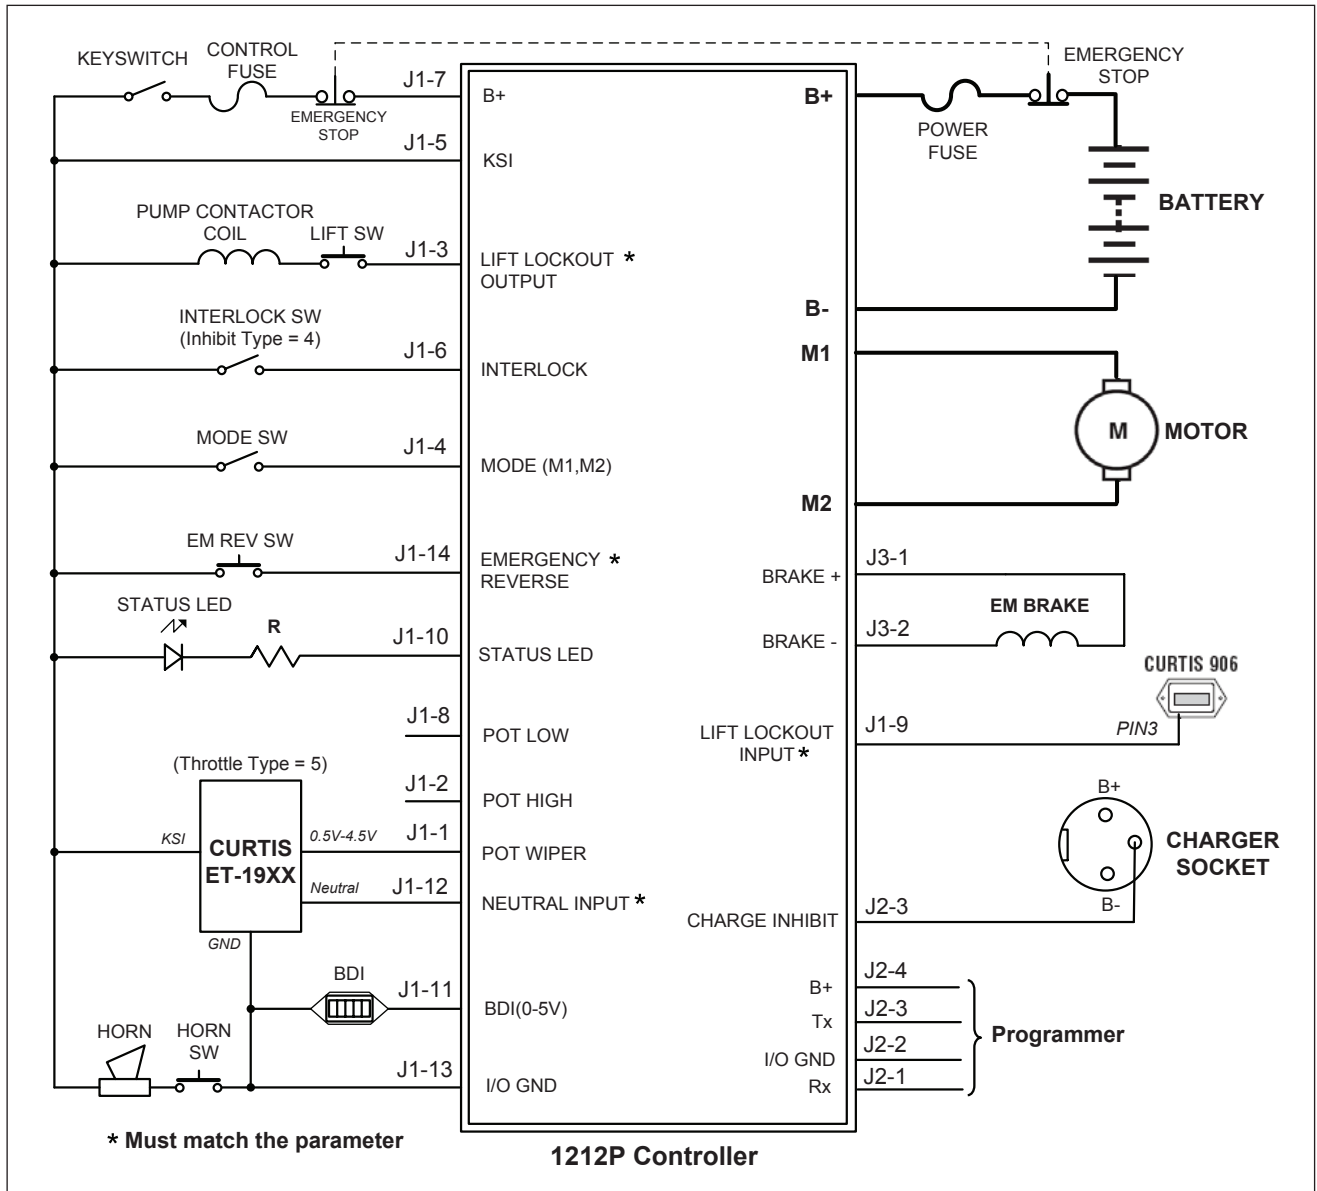 KEYSWITCH
CONTROL
FUSE
EMERGENCY
STOP
J1-7
B+
B+
POWER
FUSE
EMERGENCY
STOP
J1-5
KSI
BATTERY
PUMP CONTACTOR
COIL
LIFT SW
J1-3
LIFT LOCKOUT *
OUTPUT
B-
INTERLOCK SW
(Inhibit Type = 4)
J1-6
INTERLOCK
M1
M
MOTOR
M2
MODE SW
J1-4
MODE (M1,M2)
EM REV SW
J1-14
EMERGENCY *
REVERSE
BRAKE +
J3-1
EM BRAKE
BRAKE -
J3-2
STATUS LED
R
J1-10
STATUS LED
CURTIS 906
PIN3
J1-9
LIFT LOCKOUT
INPUT *
J1-8
POT LOW
(Throttle Type = 5)
J1-2
POT HIGH
KSI
CURTIS
ET-19XX
0.5V-4.5V
J1-1
POT WIPER
Neutral
J1-12
NEUTRAL INPUT *
GND
B+
CHARGER
SOCKET
B-
CHARGE INHIBIT
J2-3
BDI
J1-11
BDI(0-5V)
B+
J2-4
Tx
J2-3
I/O GND
J2-2
Rx
J2-1
Programmer
HORN
HORN
SW
J1-13
I/O GND
* Must match the parameter
1212P Controller